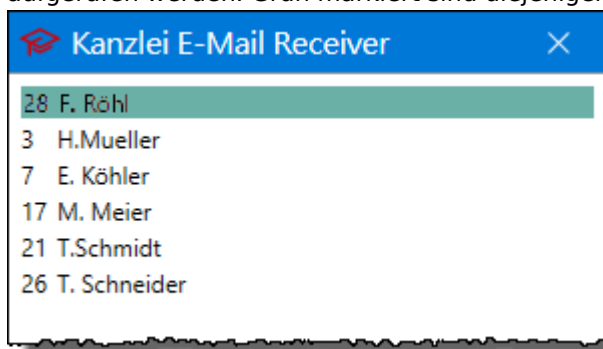 Kanzlei E-Mail Receiver
28 F. Röhl
3 H.Mueller
7 E. Köhler
17 M. Meier
21 T.Schmidt
26 T. Schneider